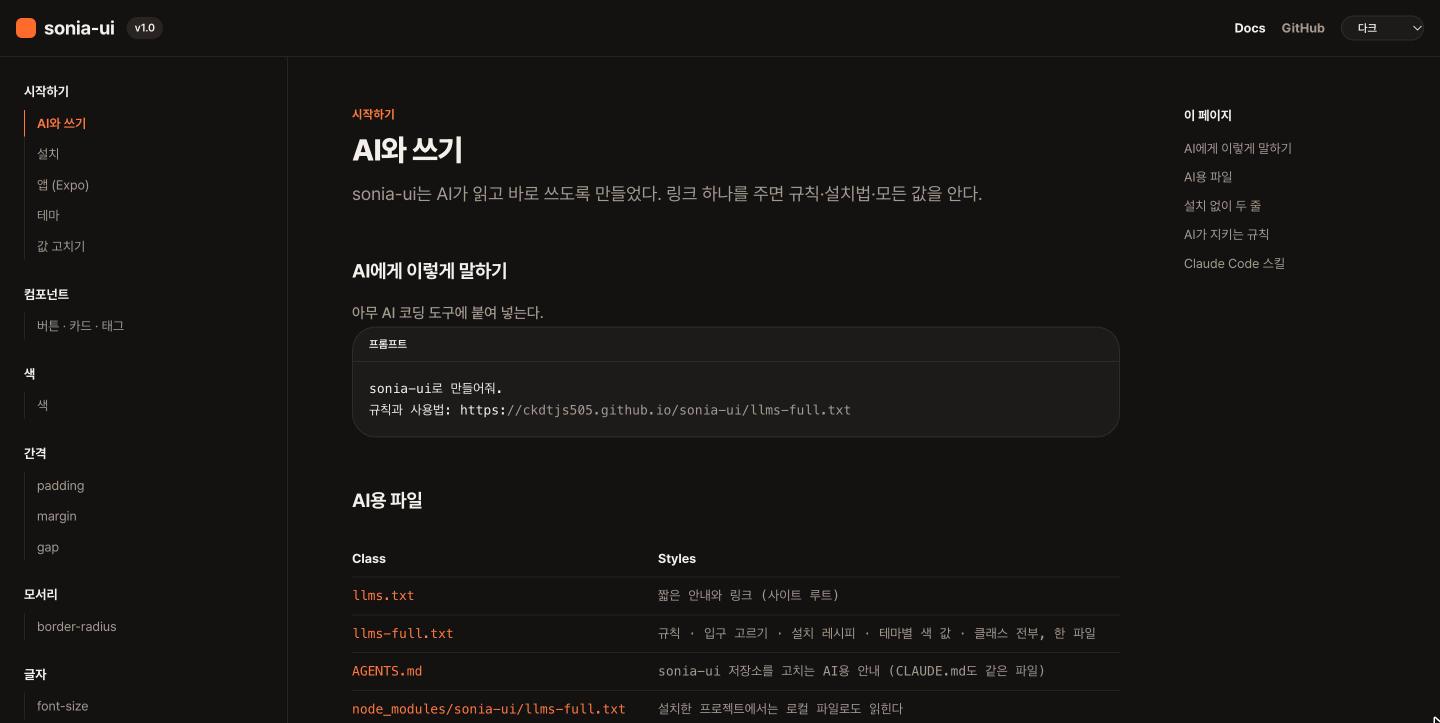 sonia-ui v1.0
Docs GitHub 다크
시작하기
AI와 쓰기
설치
앱 (Expo)
테마
값 고치기
컴포넌트
버튼 · 카드 · 태그
색
색
간격
padding
margin
gap
모서리
border-radius
글자
font-size
시작하기
AI와 쓰기
sonia-ui는 AI가 읽고 바로 쓰도록 만들었다. 링크 하나를 주면 규칙·설치법·모든 값을 안다.
AI에게 이렇게 말하기
아무 AI 코딩 도구에 붙여 넣는다.
프롬프트
sonia-ui로 만들어줘.
규칙과 사용법: https://ckdtjs505.github.io/sonia-ui/llms-full.txt
AI용 파일
Class Styles
llms.txt 짧은 안내와 링크 (사이트 루트)
llms-full.txt 규칙 · 입구 고르기 · 설치 레시피 · 테마별 색 값 · 클래스 전부, 한 파일
AGENTS.md sonia-ui 저장소를 고치는 AI용 안내 (CLAUDE.md도 같은 파일)
node_modules/sonia-ui/llms-full.txt 설치한 프로젝트에서는 로컬 파일로도 읽힌다
이 페이지
AI에게 이렇게 말하기
AI용 파일
설치 없이 두 줄
AI가 지키는 규칙
Claude Code 스킬